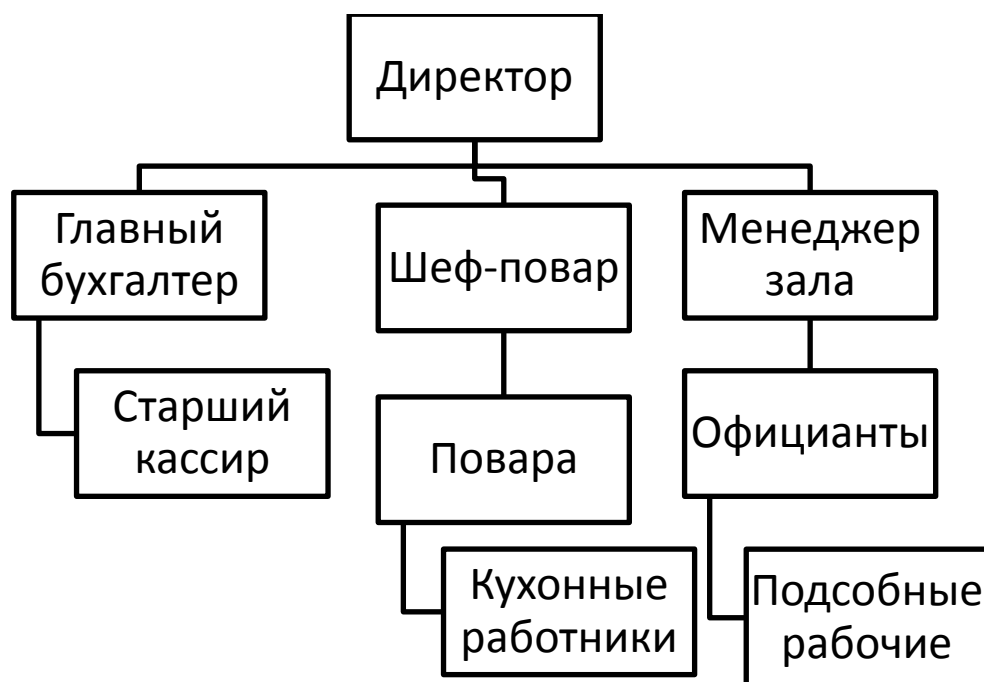 Директор
Главный
бухгалтер
Шеф-повар
Менеджер
зала
Старший
кассир
Повара
Официанты
Кухонные
работники
Подсобные
рабочие